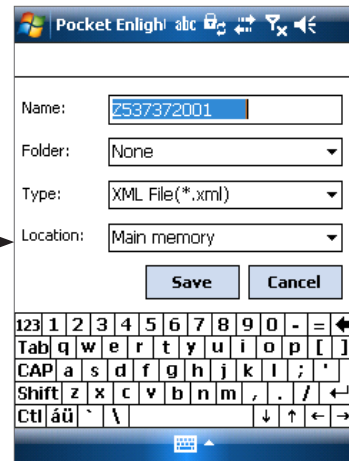 Pocket Enligh abc
Name: Z537372001
Folder: None
Type: XML File(*.xml)
Location: Main memory
Save Cancel
123 1 2 3 4 5 6 7 8 9 0 - =
Tab q w e r t y u i o p [ ]
CAP a s d f g h j k l ; '
Shift z x c v b n m , . /
Ctl áü ` \